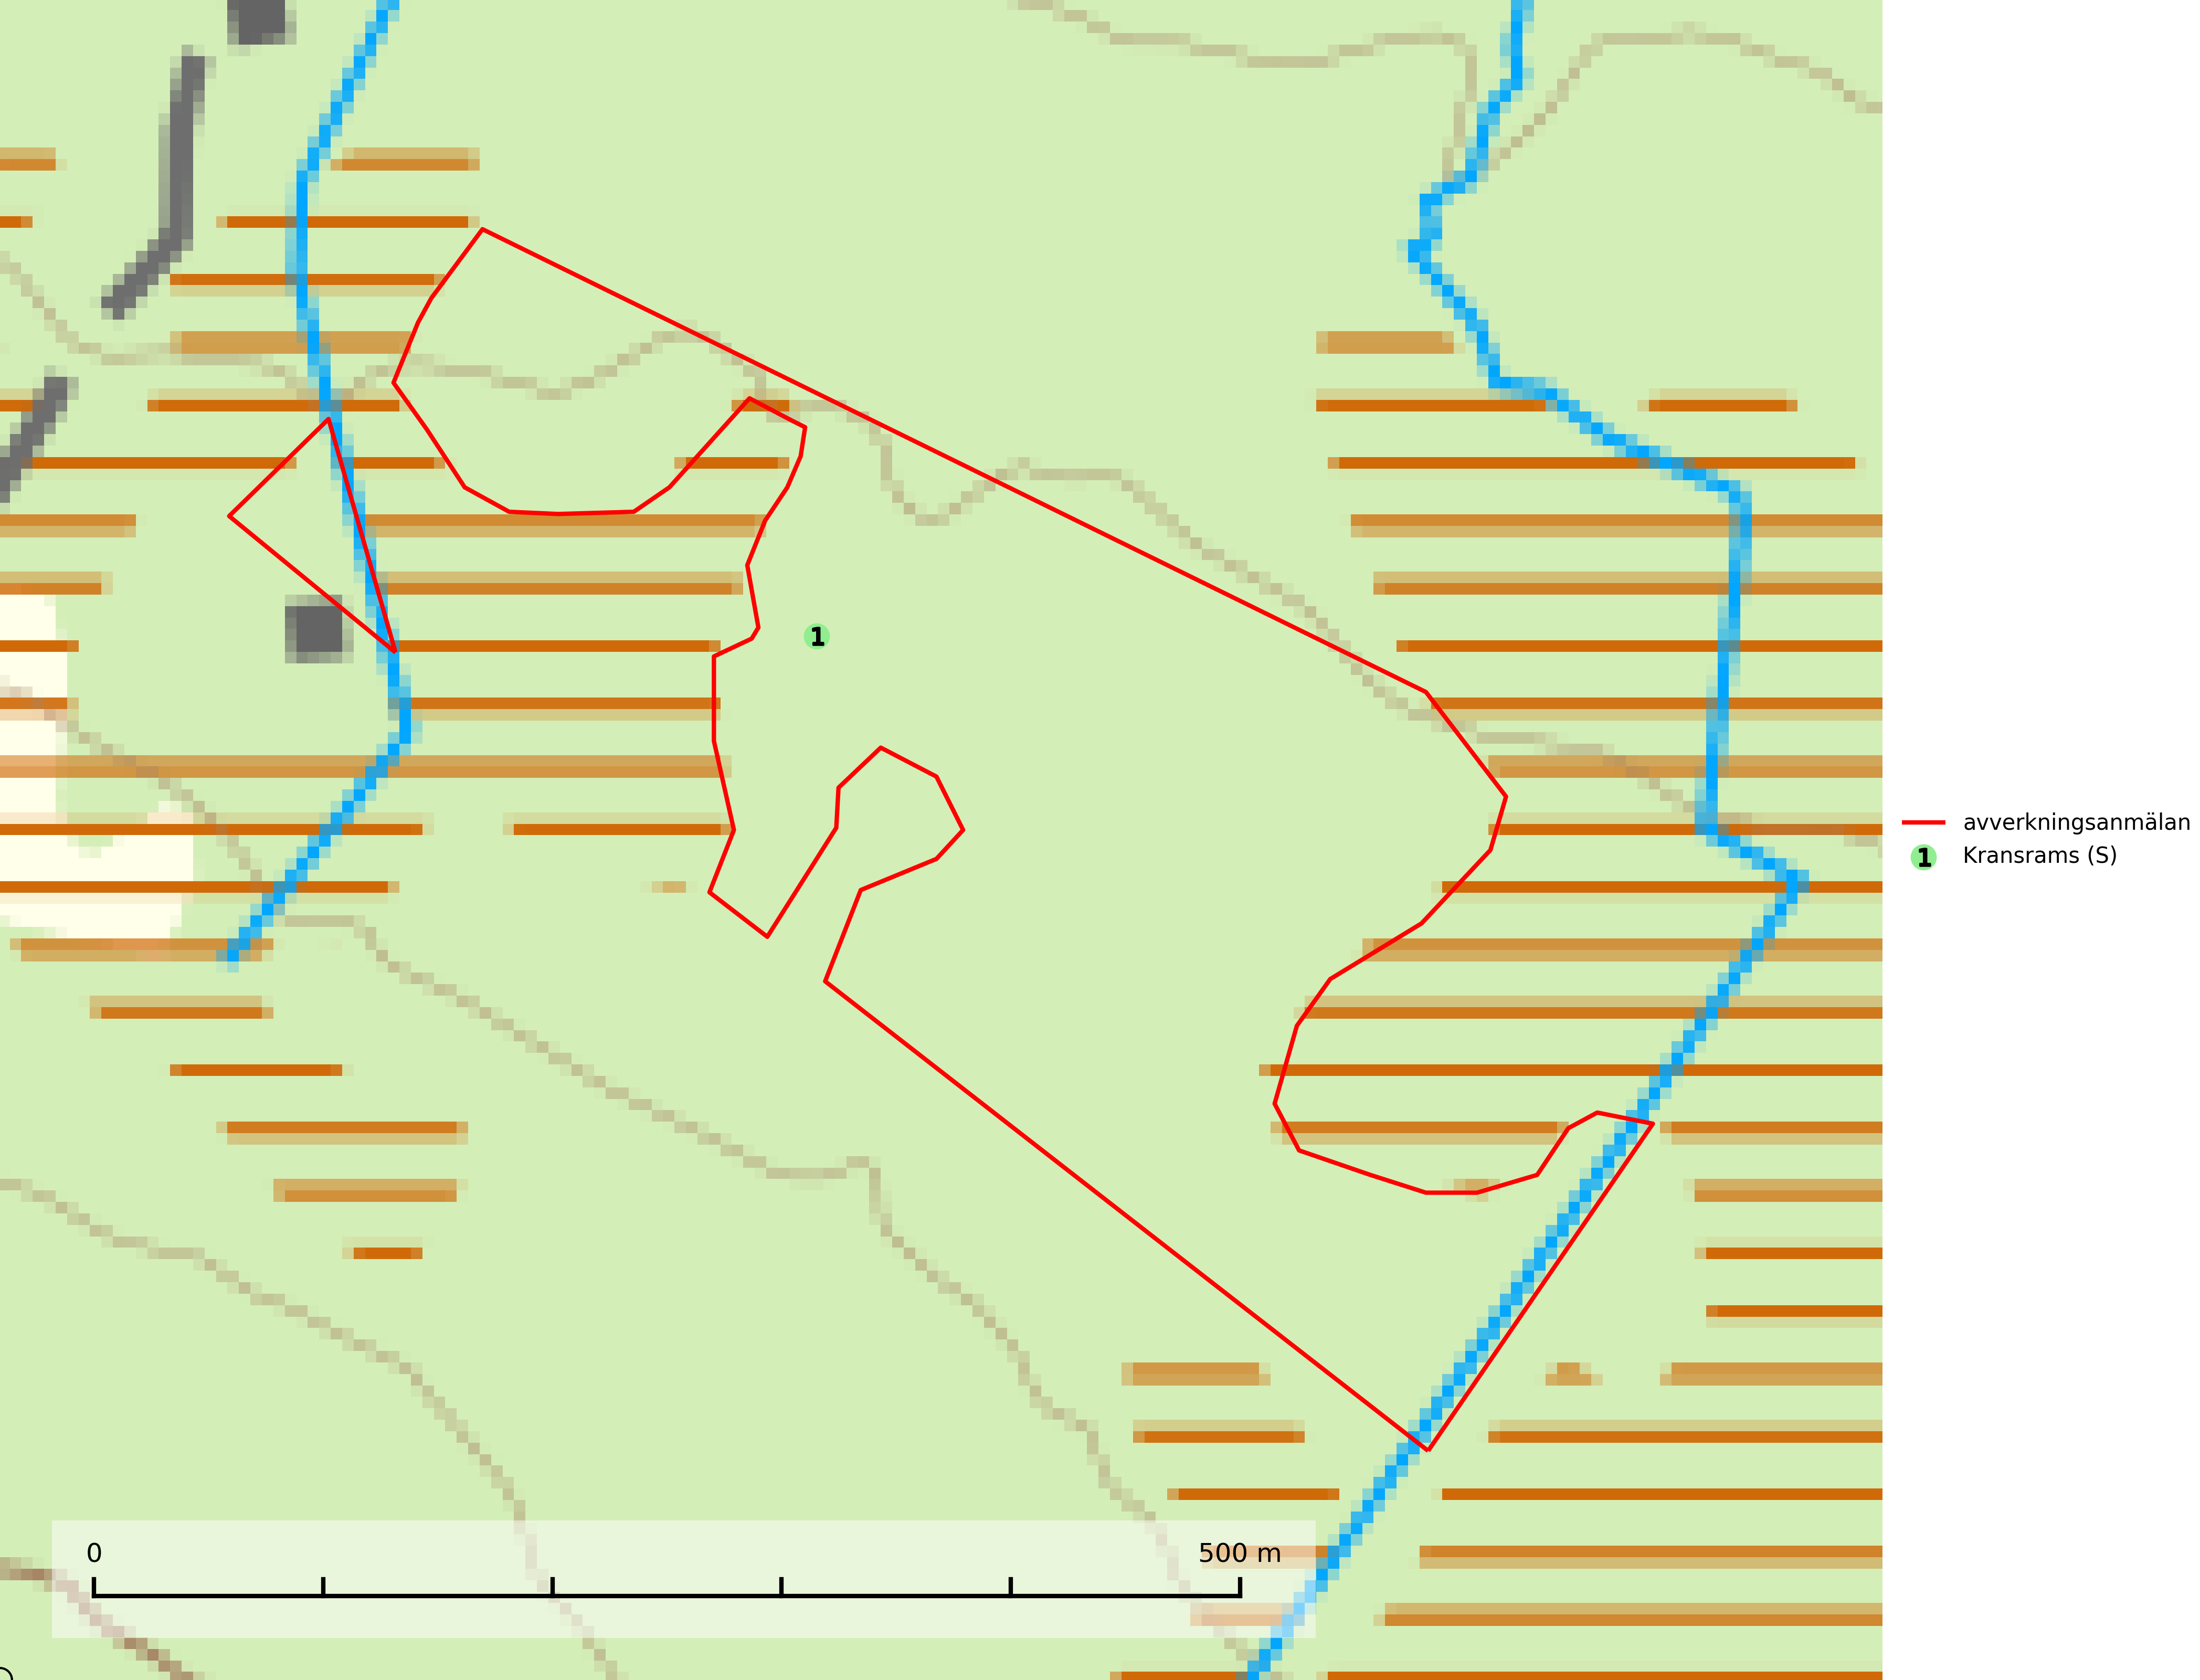 1
avverkningsanmälan
1 Kransrams (S)
0 500 m